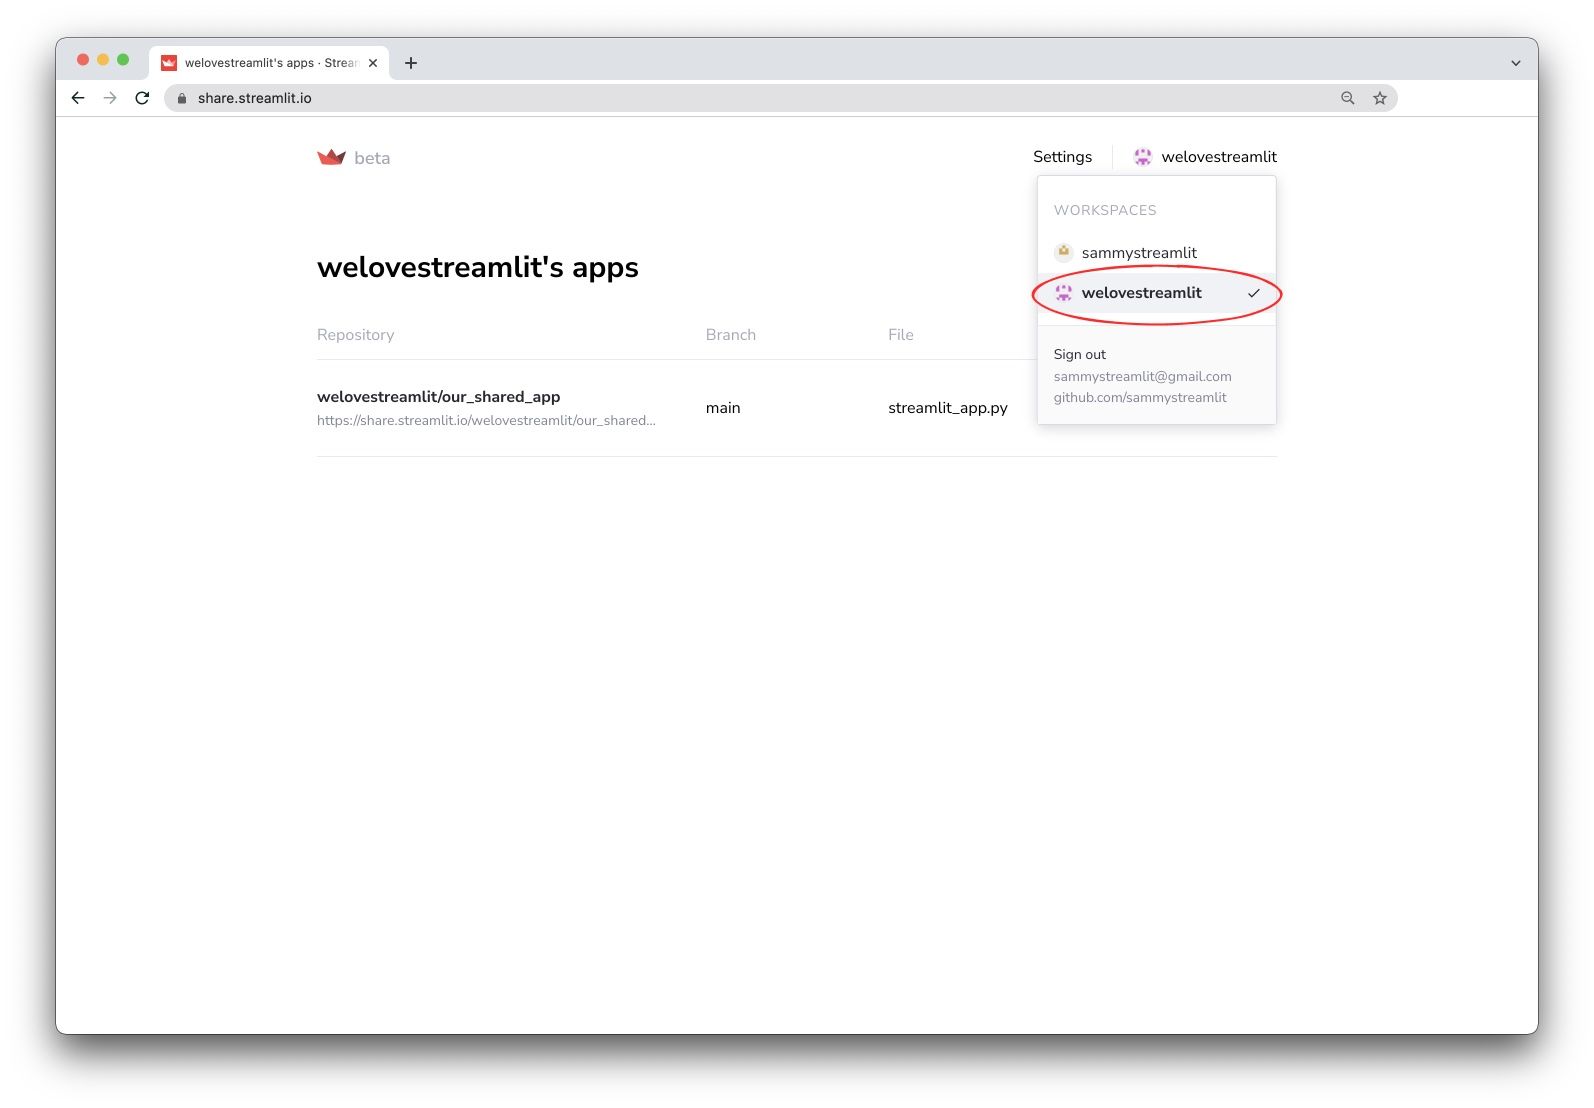 welovestreamlit's apps · Strea
share.streamlit.io
beta
Settings
welovestreamlit
WORKSPACES
sammystreamlit
welovestreamlit
Sign out
sammystreamlit@gmail.com
github.com/sammystreamlit
welovestreamlit's apps
Repository Branch File
welovestreamlit/our_shared_app
https://share.streamlit.io/welovestreamlit/our_shared...
main
streamlit_app.py